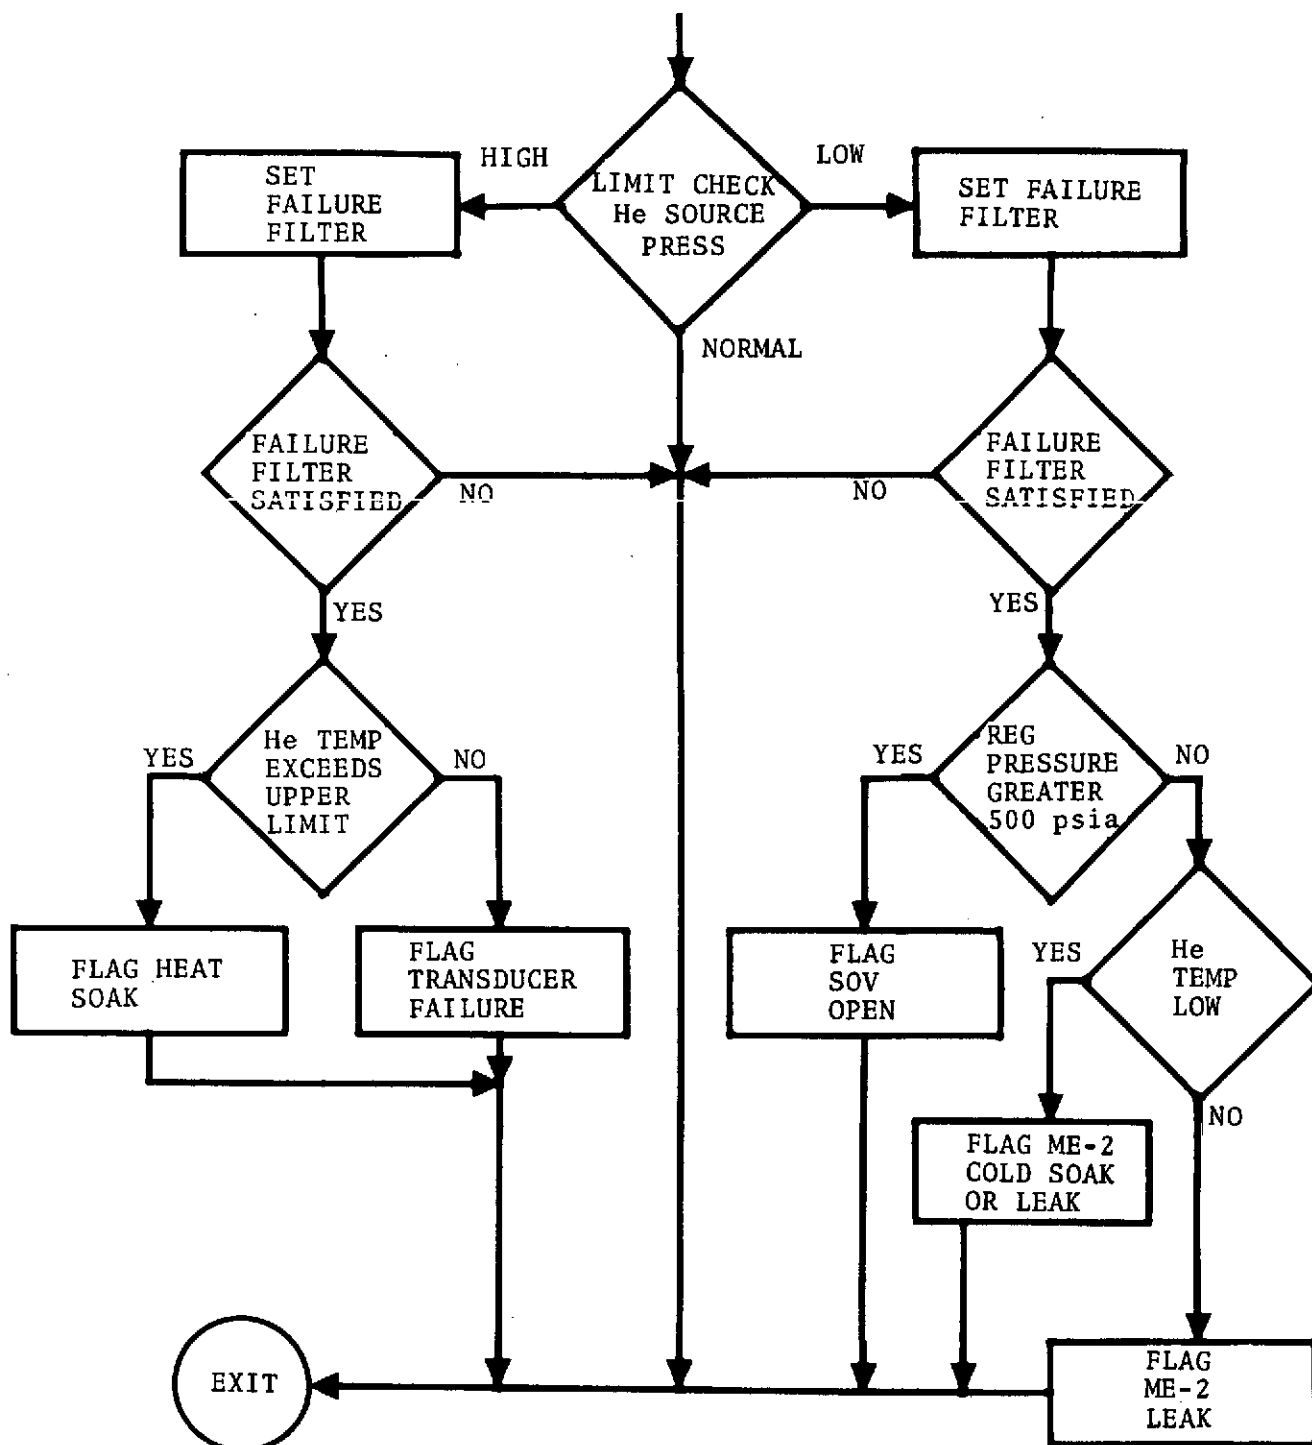 HIGH
LOW
SET
FAILURE
FILTER
LIMIT CHECK
He SOURCE
PRESS
SET FAILURE
FILTER
NORMAL
FAILURE
FILTER
SATISFIED
NO
NO
FAILURE
FILTER
SATISFIED
YES
YES
YES
He TEMP
EXCEEDS
UPPER
LIMIT
NO
YES
REG
PRESSURE
GREATER
500 psia
NO
FLAG HEAT
SOAK
FLAG
TRANSDUCER
FAILURE
FLAG
SOV
OPEN
YES
He
TEMP
LOW
NO
FLAG ME-2
COLD SOAK
OR LEAK
EXIT
FLAG
ME-2
LEAK